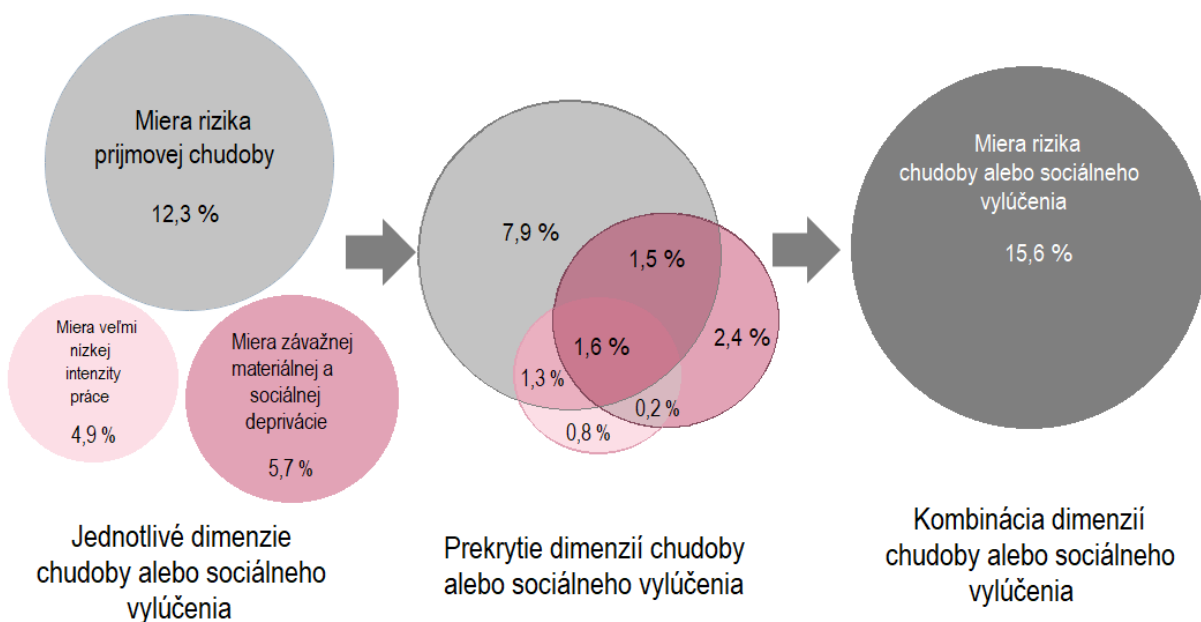 Miera rizika
príjmovej chudoby
12,3 %
Miera veľmi
nízkej
intenzity
práce
4,9 %
Miera závažnej
materiálnej a
sociálnej
deprivácie
5,7 %
Jednotlivé dimenzie
chudoby alebo sociálneho
vylúčenia
7,9 %
1,5 %
1,6 %
2,4 %
1,3 %
0,2 %
0,8 %
Prekrytie dimenzií chudoby
alebo sociálneho vylúčenia
Miera rizika
chudoby alebo sociálneho
vylúčenia
15,6 %
Kombinácia dimenzií
chudoby alebo sociálneho
vylúčenia